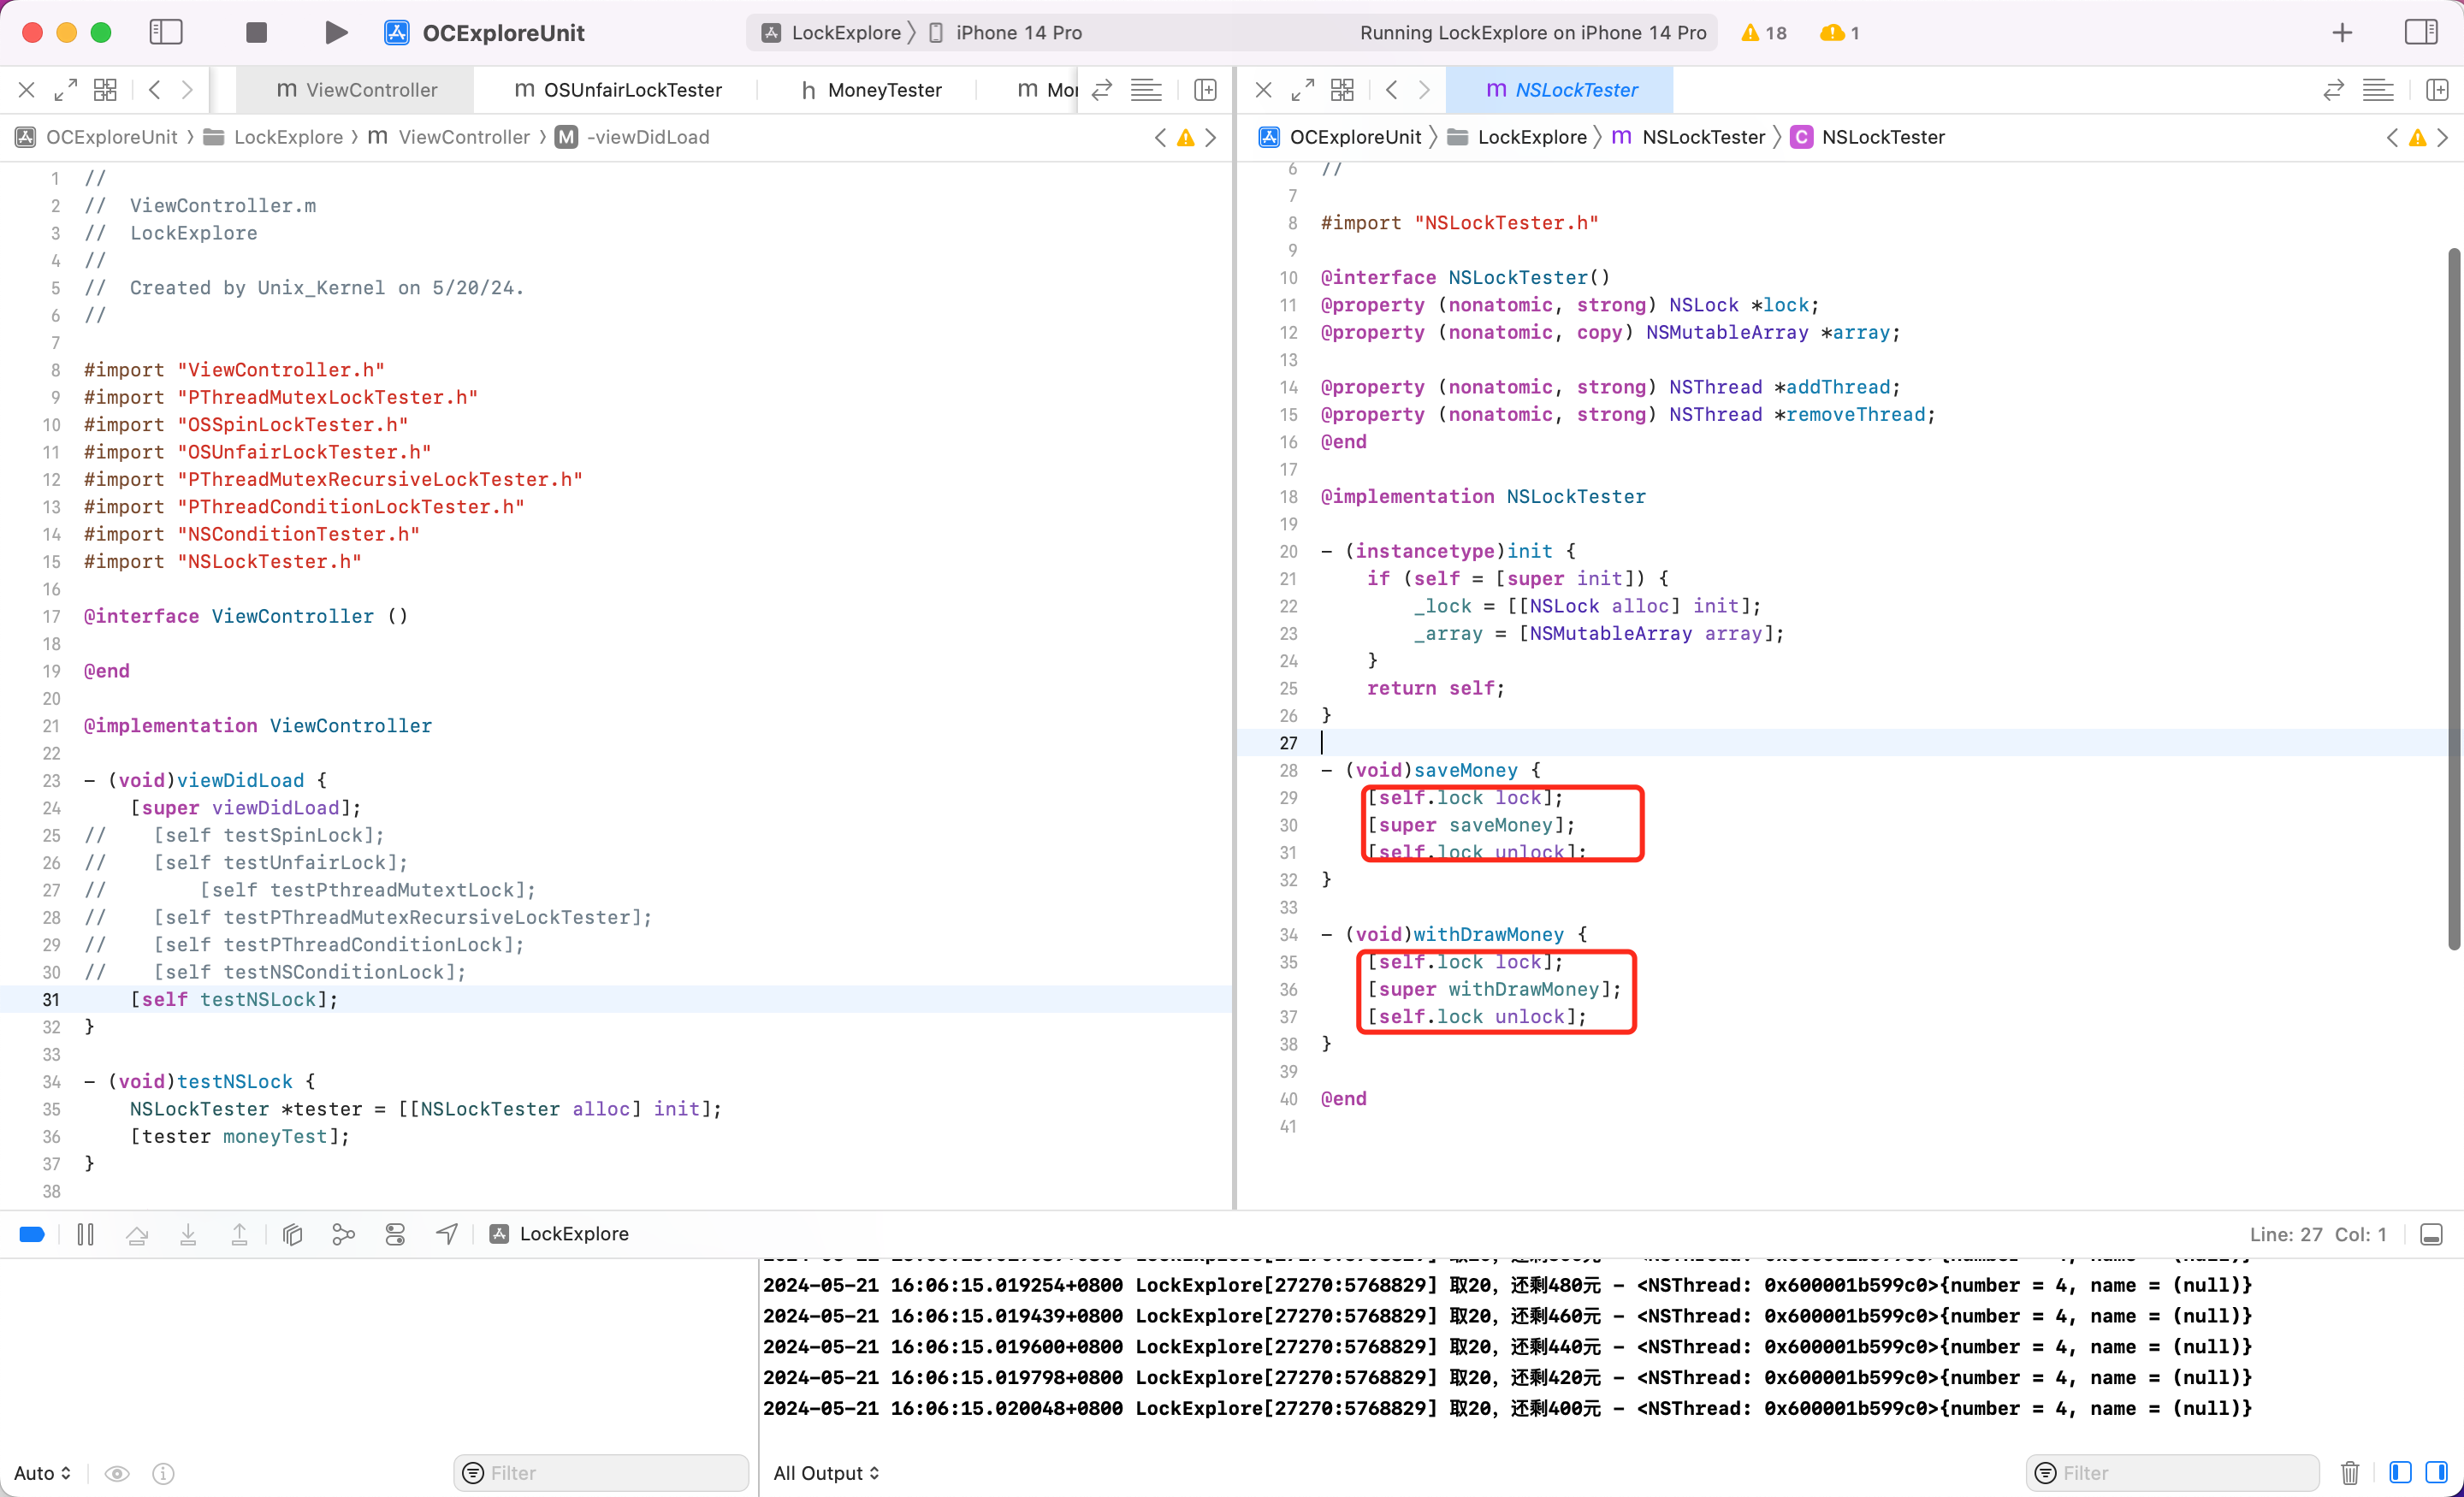 OCExploreUnit
LockExplore 〉 iPhone 14 Pro
Running LockExplore on iPhone 14 Pro
18
1
m ViewController
m OSUnfairLockTester
h MoneyTester
m Mo
m NSLockTester
OCExploreUnit 〉 LockExplore 〉 m ViewController 〉 M -viewDidLoad
1 //
2 //  ViewController.m
3 //  LockExplore
4 //
5 //  Created by Unix_Kernel on 5/20/24.
6 //
7
8 #import "ViewController.h"
9 #import "PThreadMutexLockTester.h"
10 #import "OSSpinLockTester.h"
11 #import "OSUnfairLockTester.h"
12 #import "PThreadMutexRecursiveLockTester.h"
13 #import "PThreadConditionLockTester.h"
14 #import "NSConditionTester.h"
15 #import "NSLockTester.h"
16
17 @interface ViewController ()
18
19 @end
20
21 @implementation ViewController
22
23 - (void)viewDidLoad {
24     [super viewDidLoad];
25 //    [self testSpinLock];
26 //    [self testUnfairLock];
27 //        [self testPthreadMutextLock];
28 //    [self testPThreadMutexRecursiveLockTester];
29 //    [self testPThreadConditionLock];
30 //    [self testNSConditionLock];
31     [self testNSLock];
32 }
33
34 - (void)testNSLock {
35     NSLockTester *tester = [[NSLockTester alloc] init];
36     [tester moneyTest];
37 }
38
OCExploreUnit 〉 LockExplore 〉 m NSLockTester 〉 C NSLockTester
6 //
7
8 #import "NSLockTester.h"
9
10 @interface NSLockTester()
11 @property (nonatomic, strong) NSLock *lock;
12 @property (nonatomic, copy) NSMutableArray *array;
13
14 @property (nonatomic, strong) NSThread *addThread;
15 @property (nonatomic, strong) NSThread *removeThread;
16 @end
17
18 @implementation NSLockTester
19
20 - (instancetype)init {
21     if (self = [super init]) {
22         _lock = [[NSLock alloc] init];
23         _array = [NSMutableArray array];
24     }
25     return self;
26 }
27
28 - (void)saveMoney {
29     [self.lock lock];
30     [super saveMoney];
31     [self.lock unlock];
32 }
33
34 - (void)withDrawMoney {
35     [self.lock lock];
36     [super withDrawMoney];
37     [self.lock unlock];
38 }
39
40 @end
41
LockExplore
Line: 27 Col: 1
2024-05-21 16:06:15.019254+0800 LockExplore[27270:5768829] 取20，还剩480元 - <NSThread: 0x600001b599c0>{number = 4, name = (null)}
2024-05-21 16:06:15.019439+0800 LockExplore[27270:5768829] 取20，还剩460元 - <NSThread: 0x600001b599c0>{number = 4, name = (null)}
2024-05-21 16:06:15.019600+0800 LockExplore[27270:5768829] 取20，还剩440元 - <NSThread: 0x600001b599c0>{number = 4, name = (null)}
2024-05-21 16:06:15.019798+0800 LockExplore[27270:5768829] 取20，还剩420元 - <NSThread: 0x600001b599c0>{number = 4, name = (null)}
2024-05-21 16:06:15.020048+0800 LockExplore[27270:5768829] 取20，还剩400元 - <NSThread: 0x600001b599c0>{number = 4, name = (null)}
Auto
Filter
All Output
Filter